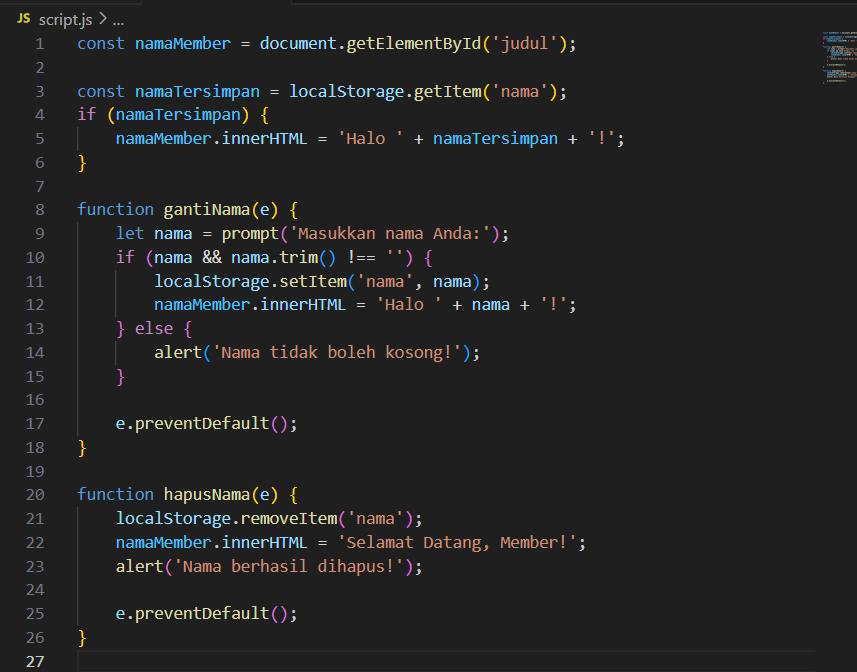 JS script.js > ...
1 const namaMember = document.getElementById('judul');
2
3 const namaTersimpan = localStorage.getItem('nama');
4 if (namaTersimpan) {
5     namaMember.innerHTML = 'Halo ' + namaTersimpan + '!';
6 }
7
8 function gantiNama(e) {
9     let nama = prompt('Masukkan nama Anda:');
10     if (nama && nama.trim() !== '') {
11         localStorage.setItem('nama', nama);
12         namaMember.innerHTML = 'Halo ' + nama + '!';
13     } else {
14         alert('Nama tidak boleh kosong!');
15     }
16
17     e.preventDefault();
18 }
19
20 function hapusNama(e) {
21     localStorage.removeItem('nama');
22     namaMember.innerHTML = 'Selamat Datang, Member!';
23     alert('Nama berhasil dihapus!');
24
25     e.preventDefault();
26 }
27